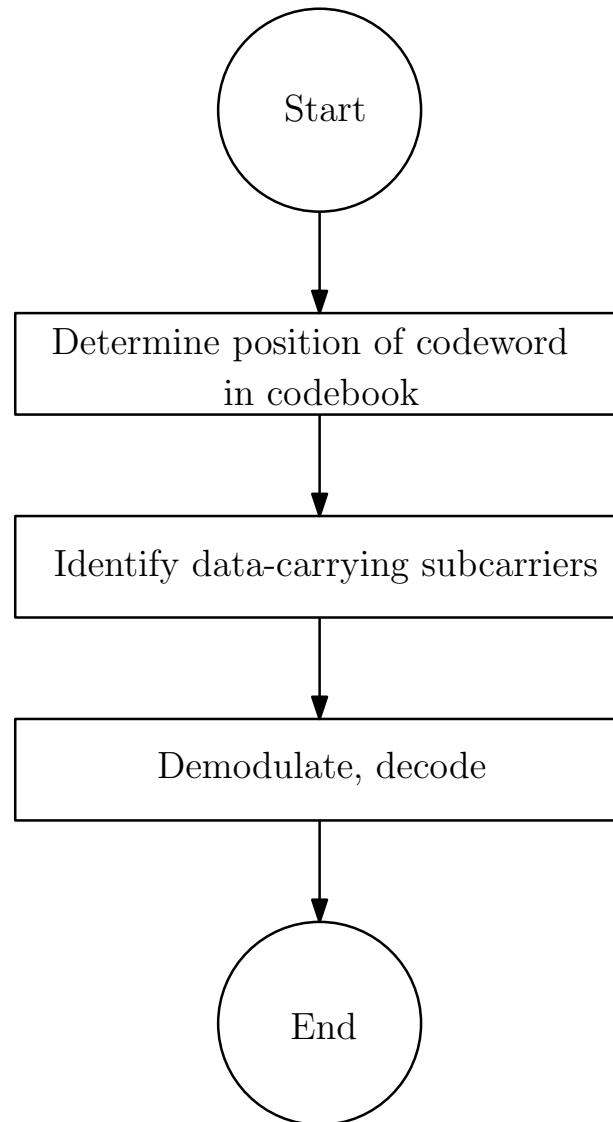 Start
Determine position of codeword
in codebook
Identify data-carrying subcarriers
Demodulate, decode
End